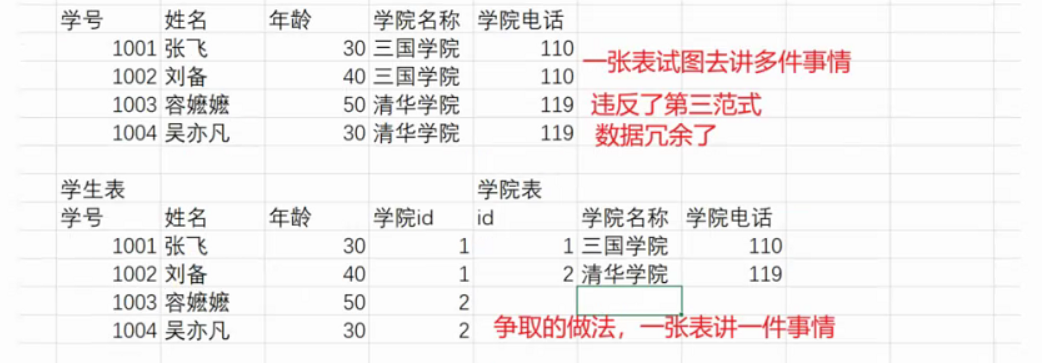 学号 姓名 年龄 学院名称 学院电话
1001 张飞 30 三国学院 110
一张表试图去讲多件事情
1002 刘备 40 三国学院 110
1003 容嬷嬷 50 清华学院 119 违反了第三范式
1004 吴亦凡 30 清华学院 119 数据冗余了
学生表 学院表
学号 姓名 年龄 学院id id 学院名称 学院电话
1001 张飞 30 1 1 三国学院 110
1002 刘备 40 1 2 清华学院 119
1003 容嬷嬷 50 2
1004 吴亦凡 30 2 争取的做法，一张表讲一件事情